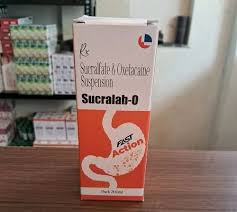 Rx
Sucralfate & Oxetacaine
Suspension
Sucralab-O
FAST
Action